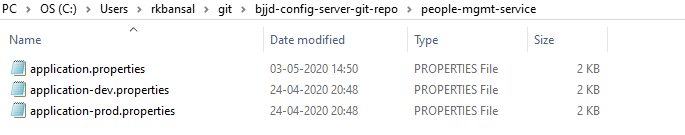 PC > OS (C:) > Users > rkbansal > git > bjjd-config-server-git-repo > people-mgmt-service
Name Date modified Type Size
application.properties 03-05-2020 14:50 PROPERTIES File 2 KB
application-dev.properties 24-04-2020 20:48 PROPERTIES File 2 KB
application-prod.properties 24-04-2020 20:48 PROPERTIES File 2 KB